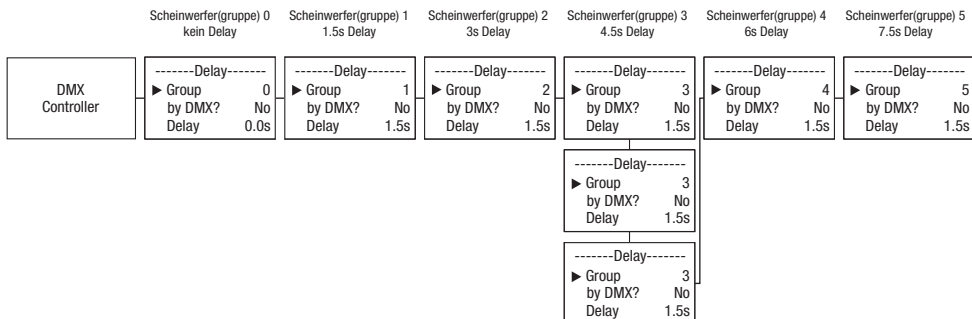 Scheinwerfer(gruppe) 0
kein Delay
Scheinwerfer(gruppe) 1
1.5s Delay
Scheinwerfer(gruppe) 2
3s Delay
Scheinwerfer(gruppe) 3
4.5s Delay
Scheinwerfer(gruppe) 4
6s Delay
Scheinwerfer(gruppe) 5
7.5s Delay
DMX
Controller
-------Delay-------
▶ Group 0
by DMX? No
Delay 0.0s
-------Delay-------
▶ Group 1
by DMX? No
Delay 1.5s
-------Delay-------
▶ Group 2
by DMX? No
Delay 1.5s
-------Delay-------
▶ Group 3
by DMX? No
Delay 1.5s
-------Delay-------
▶ Group 4
by DMX? No
Delay 1.5s
-------Delay-------
▶ Group 5
by DMX? No
Delay 1.5s
-------Delay-------
▶ Group 3
by DMX? No
Delay 1.5s
-------Delay-------
▶ Group 3
by DMX? No
Delay 1.5s